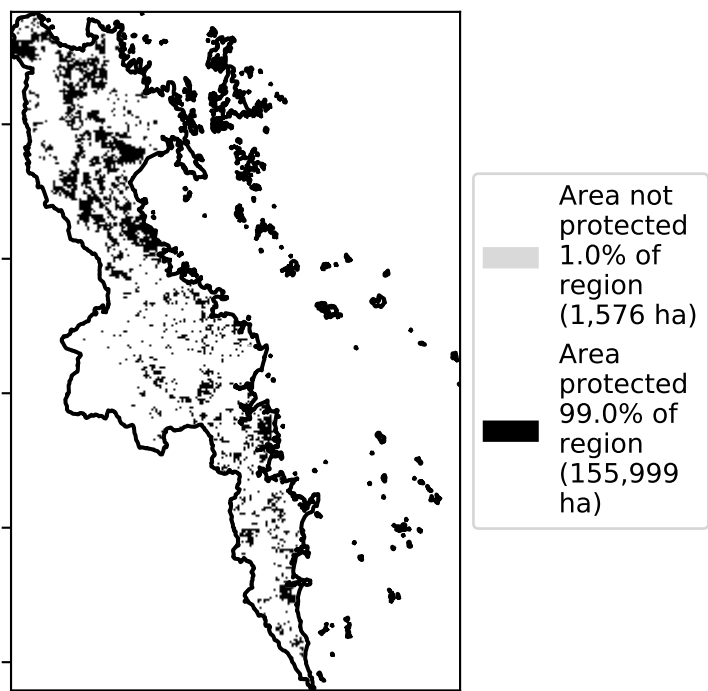 Area not
protected
1.0% of
region
(1,576 ha)
Area
protected
99.0% of
region
(155,999
ha)